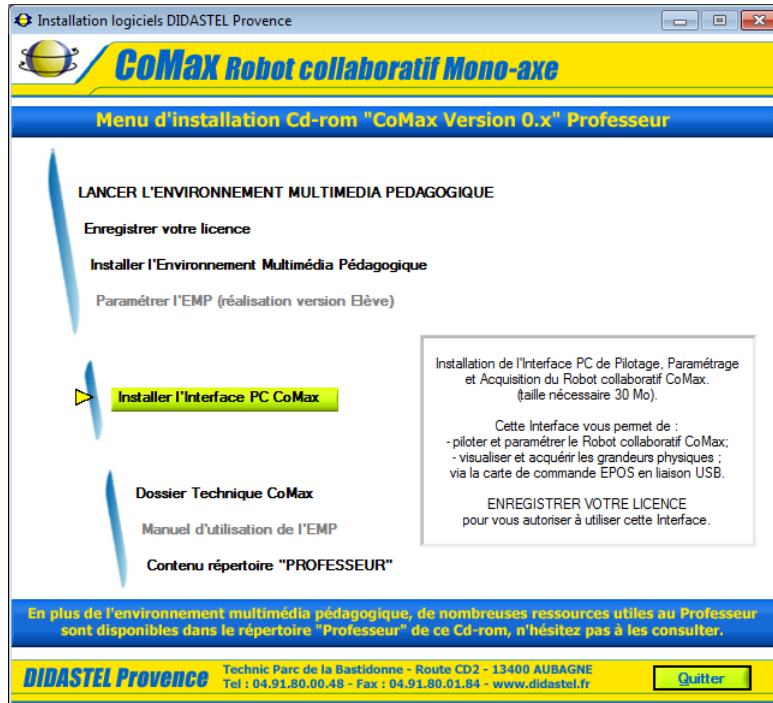 Installation logiciels DIDASTEL Provence
CoMax Robot collaboratif Mono-axe
Menu d'installation Cd-rom "CoMax Version 0.x" Professeur
LANCER L'ENVIRONNEMENT MULTIMEDIA PEDAGOGIQUE
Enregistrer votre licence
Installer l'Environnement Multimédia Pédagogique
Paramétrer l'EMP (réalisation version Elève)
Installer l'Interface PC CoMax
Installation de l'Interface PC de Pilotage, Paramétrage
et Acquisition du Robot collaboratif CoMax.
(taille nécessaire 30 Mo).
Cette Interface vous permet de :
- piloter et paramétrer le Robot collaboratif CoMax;
- visualiser et acquérir les grandeurs physiques ;
via la carte de commande EPOS en liaison USB.
ENREGISTRER VOTRE LICENCE
pour vous autoriser à utiliser cette Interface.
Dossier Technique CoMax
Manuel d'utilisation de l'EMP
Contenu répertoire "PROFESSEUR"
En plus de l'environnement multimédia pédagogique, de nombreuses ressources utiles au Professeur
sont disponibles dans le répertoire "Professeur" de ce Cd-rom, n'hésitez pas à les consulter.
DIDASTEL Provence
Technic Parc de la Bastidonne - Route CD2 - 13400 AUBAGNE
Tel : 04.91.80.00.48 - Fax : 04.91.80.01.84 - www.didastel.fr
Quitter